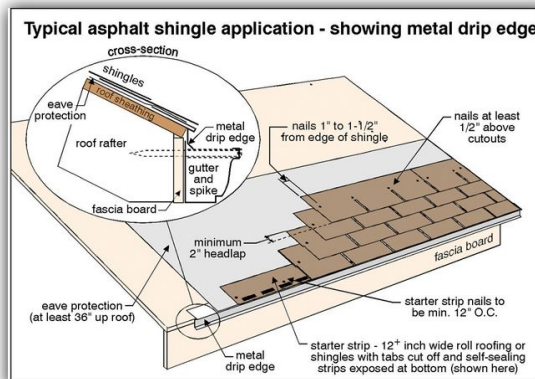 Typical asphalt shingle application - showing metal drip edge
cross-section
shingles
roof sheathing
eave
protection
roof rafter
metal
drip edge
gutter
and
spike
fascia board
nails 1" to 1-1/2"
from edge of shingle
nails at least
1/2" above
cutouts
minimum
2" headlap
fascia board
eave protection
(at least 36" up roof)
starter strip nails to
be min. 12" O.C.
metal
drip edge
starter strip - 12+ inch wide roll roofing or
shingles with tabs cut off and self-sealing
strips exposed at bottom (shown here)